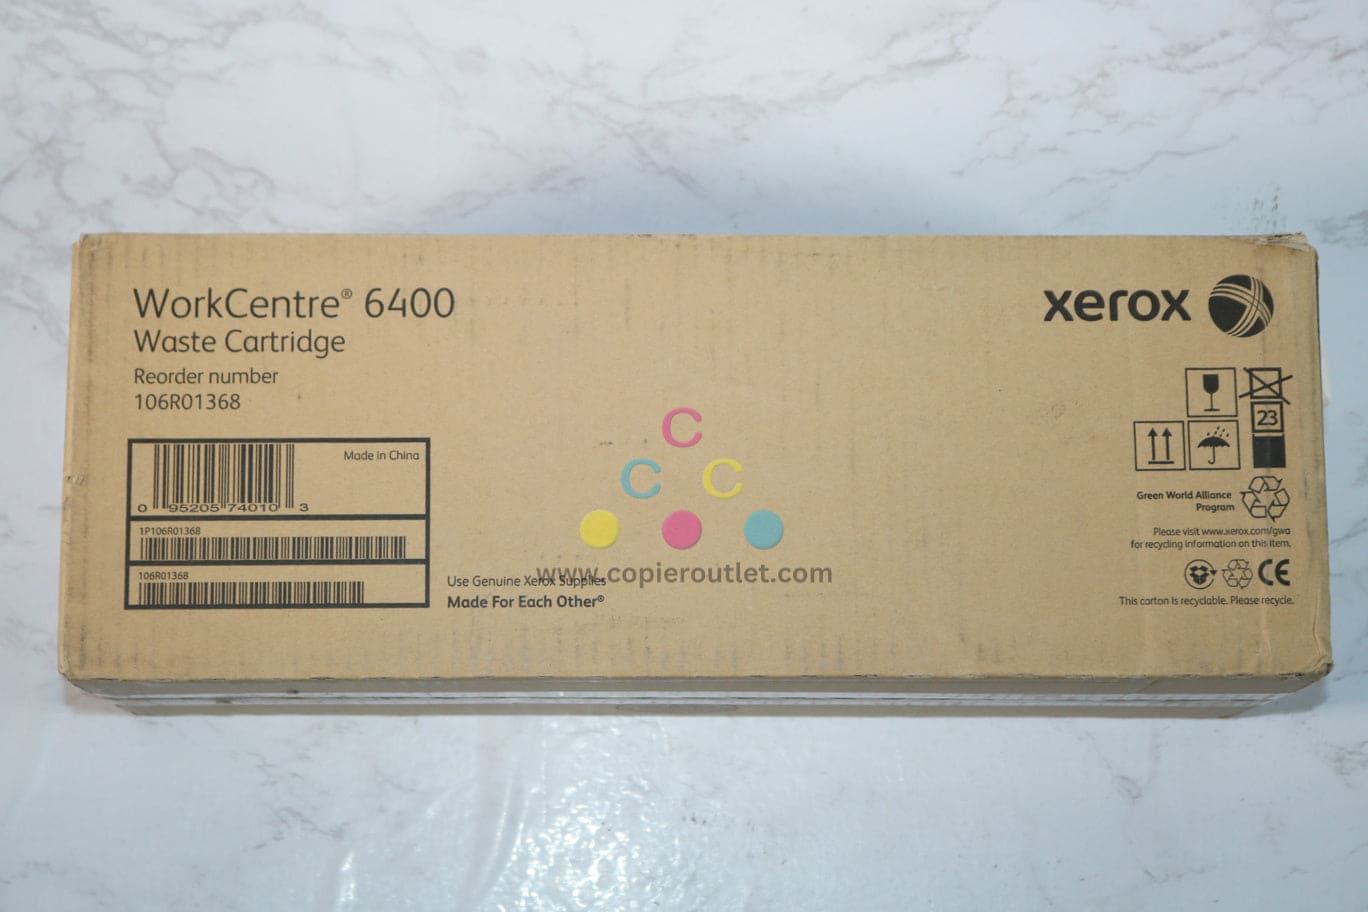 WorkCentre® 6400
Waste Cartridge
Reorder number
106R01368
xerox
Made in China
0 95205 74010 3
1P106R01368
106R01368
C
C C
www.copieroutlet.com
Use Genuine Xerox Supplies
Made For Each Other®
23
Green World Alliance
Program
Please visit www.xerox.com/gwa
for recycling information on this item.
CE
This carton is recyclable. Please recycle.